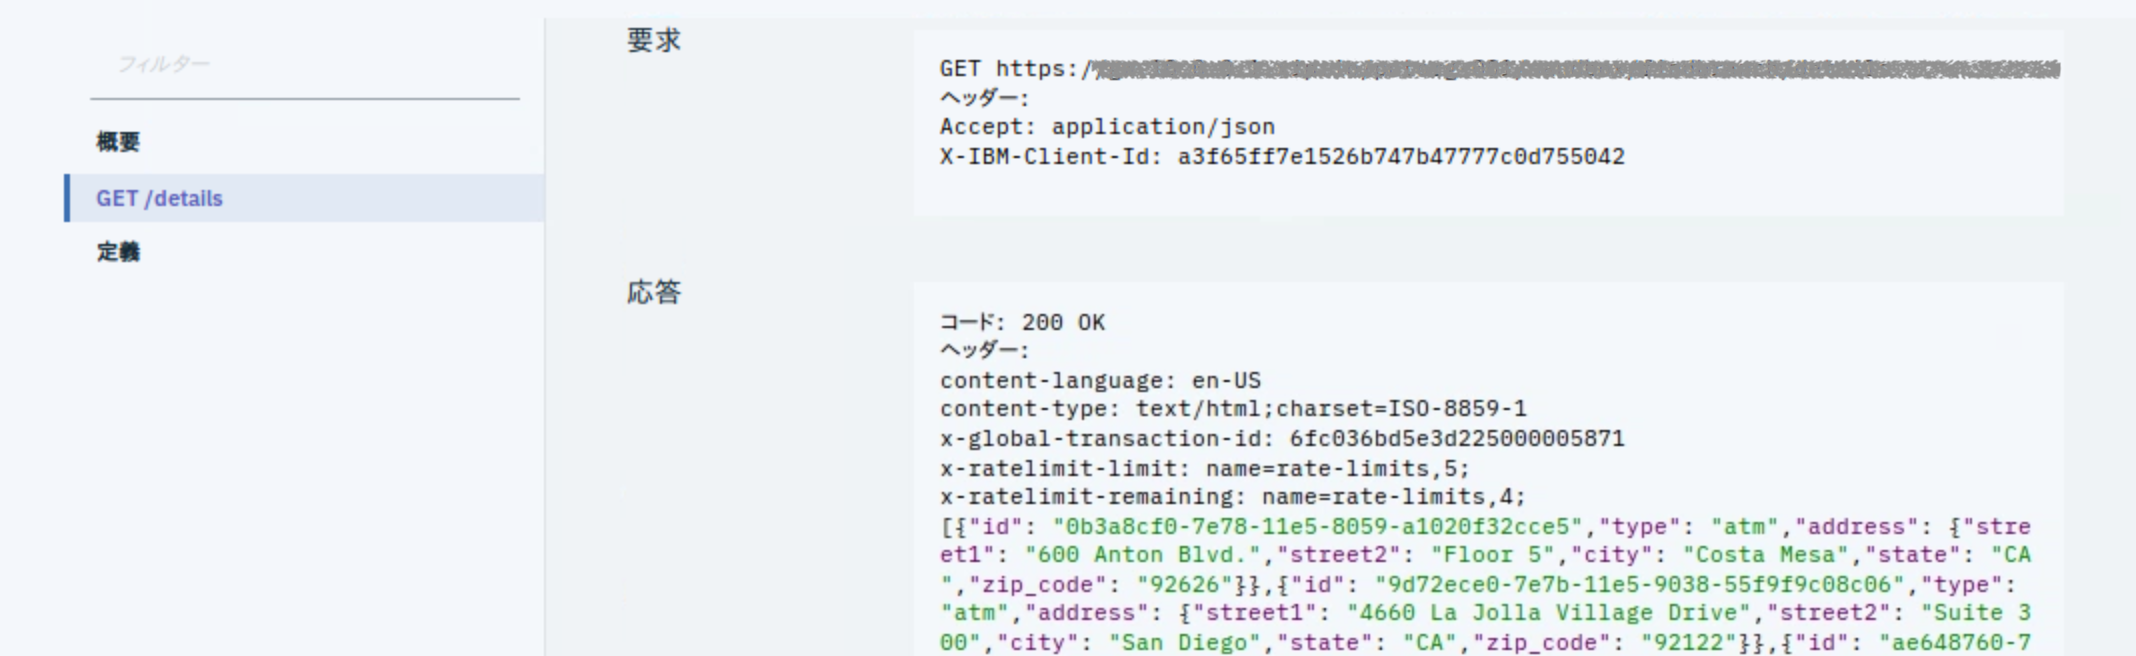 フィルター
概要
GET /details
定義
要求
GET https:/
ヘッダー:
Accept: application/json
X-IBM-Client-Id: a3f65ff7e1526b747b47777c0d755042
応答
コード: 200 OK
ヘッダー:
content-language: en-US
content-type: text/html;charset=ISO-8859-1
x-global-transaction-id: 6fc036bd5e3d225000005871
x-ratelimit-limit: name=rate-limits,5;
x-ratelimit-remaining: name=rate-limits,4;
[{"id": "0b3a8cf0-7e78-11e5-8059-a1020f32cce5","type": "atm","address": {"stre
et1": "600 Anton Blvd.","street2": "Floor 5","city": "Costa Mesa","state": "CA
","zip_code": "92626"}},{"id": "9d72ece0-7e7b-11e5-9038-55f9f9c08c06","type":
"atm","address": {"street1": "4660 La Jolla Village Drive","street2": "Suite 3
00","city": "San Diego","state": "CA","zip_code": "92122"}},{"id": "ae648760-7